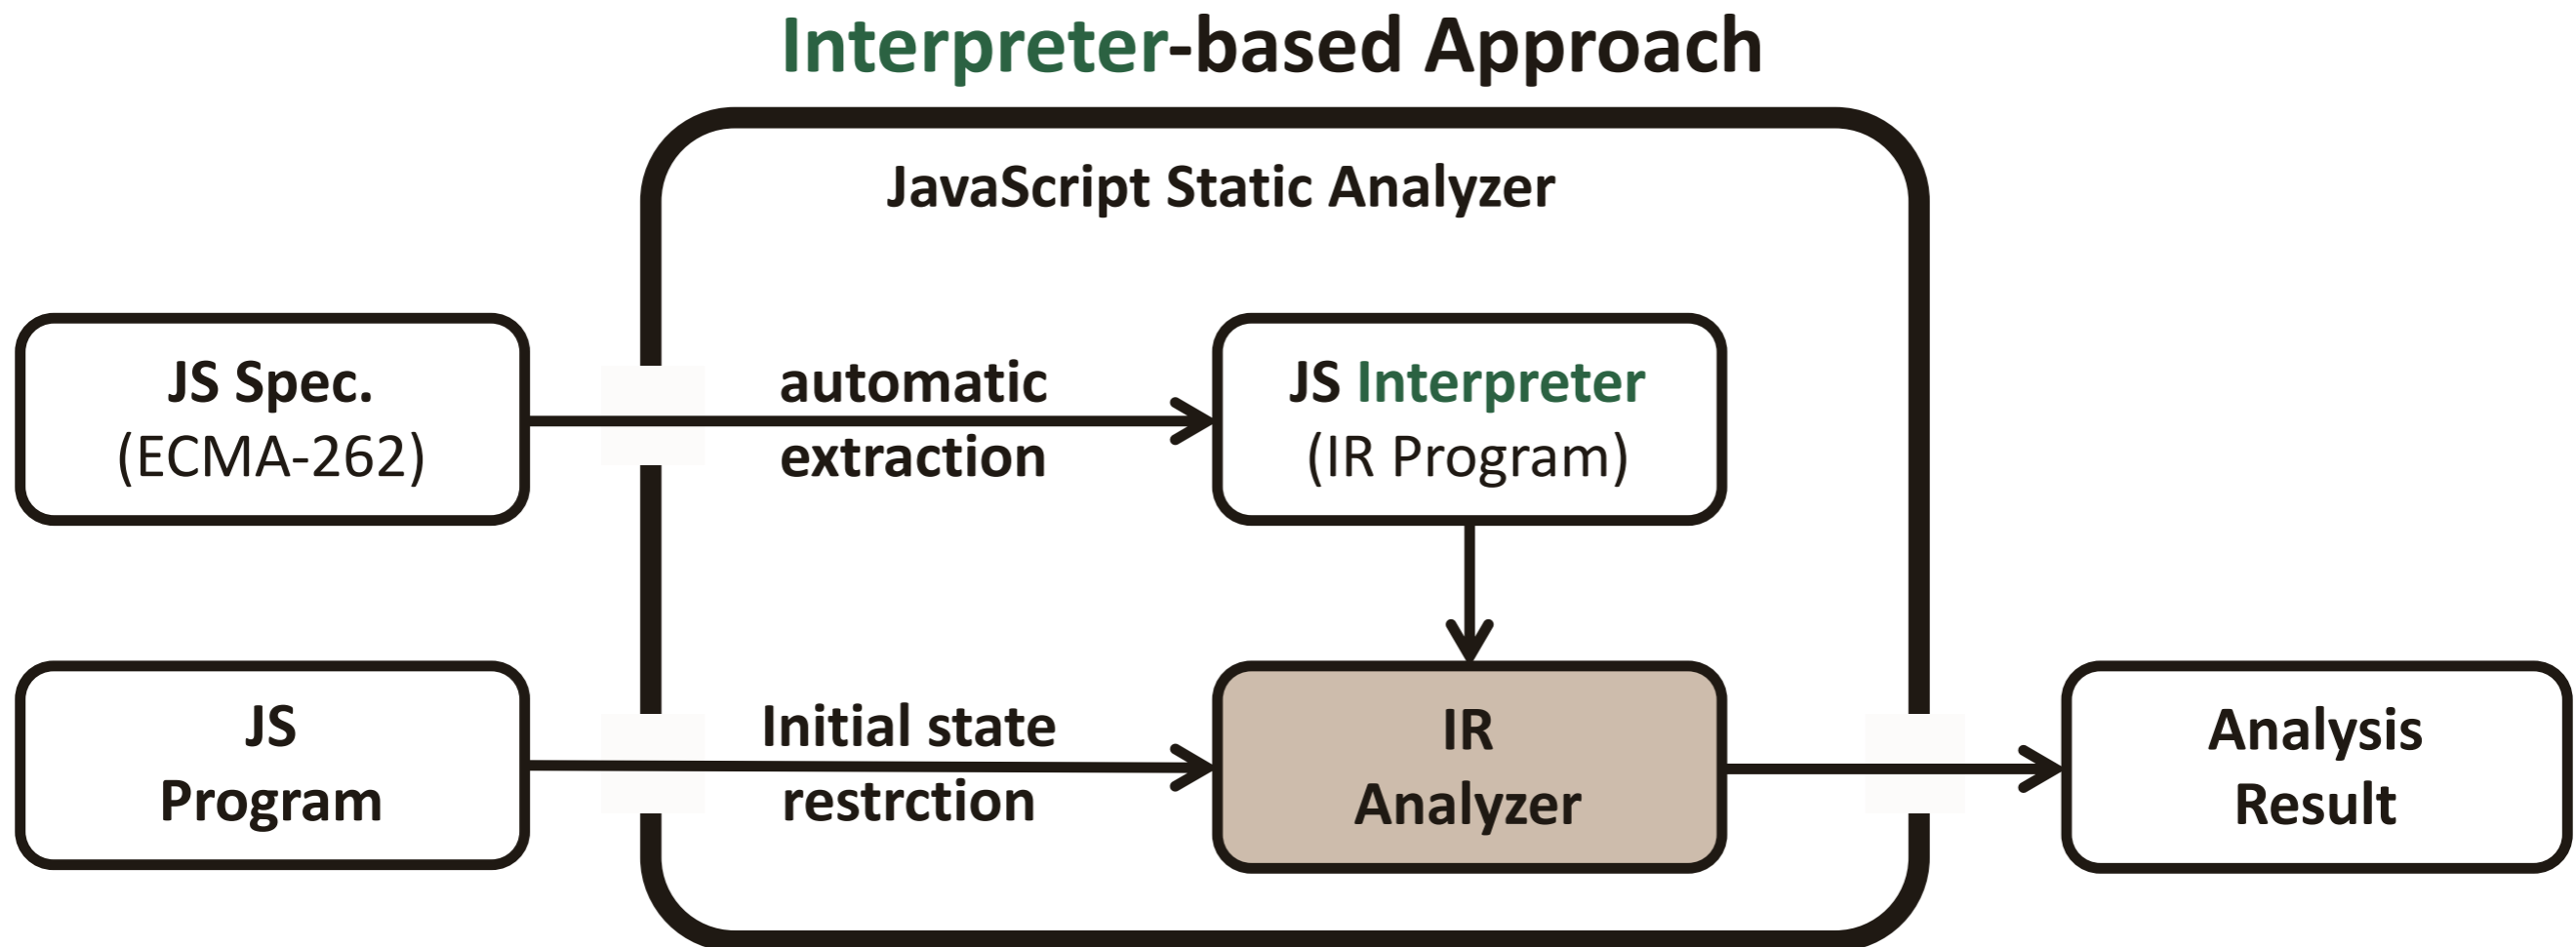 Interpreter-based Approach
JavaScript Static Analyzer
JS Spec.
(ECMA-262)
automatic
extraction
JS Interpreter
(IR Program)
JS
Program
Initial state
restrction
IR
Analyzer
Analysis
Result